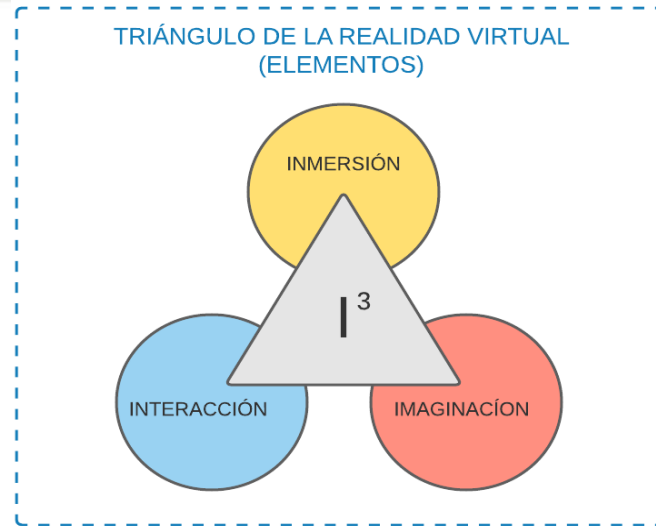 TRIÁNGULO DE LA REALIDAD VIRTUAL
(ELEMENTOS)
INMERSIÓN
I³
INTERACCIÓN
IMAGINACÍON